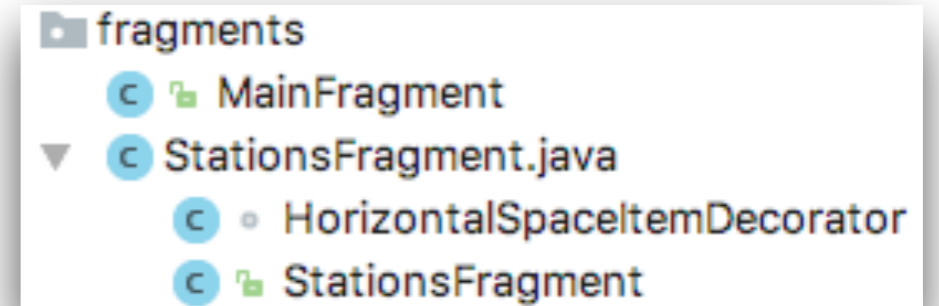 fragments
C MainFragment
C StationsFragment.java
C HorizontalSpaceItemDecorator
C StationsFragment